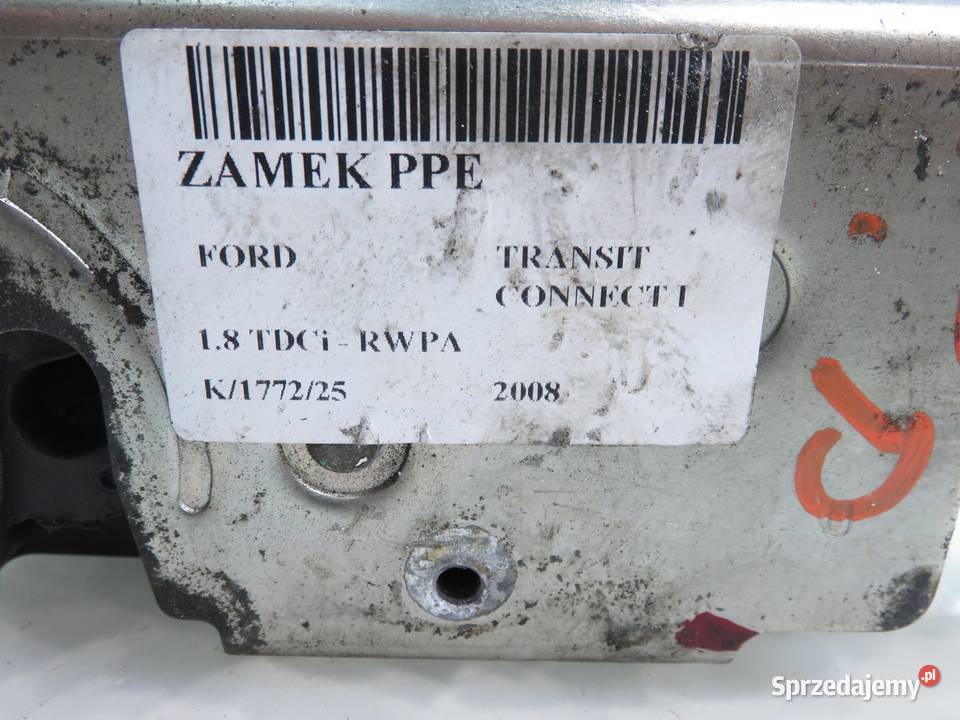 ZAMEK PPE
FORD TRANSIT
CONNECT I
1.8 TDCi - RWPA
K/1772/25 2008
Sprzedajemy.pl